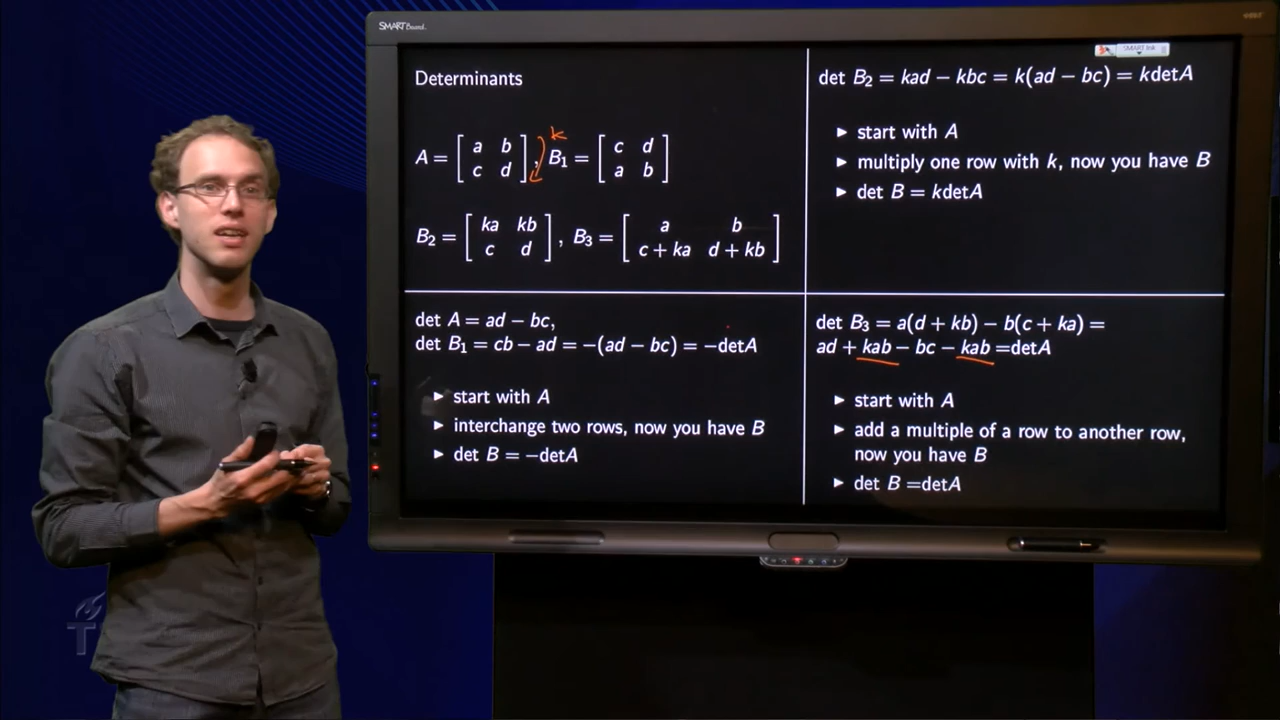 SMART Board
SMART Ink
Determinants
A = [ a b ; c d ], B₁ = [ c d ; a b ]
k
B₂ = [ ka kb ; c d ], B₃ = [ a b ; c + ka d + kb ]
det A = ad − bc,
det B₁ = cb − ad = −(ad − bc) = −detA
► start with A
► interchange two rows, now you have B
► det B = −detA
det B₂ = kad − kbc = k(ad − bc) = kdetA
► start with A
► multiply one row with k, now you have B
► det B = kdetA
det B₃ = a(d + kb) − b(c + ka) =
ad + kab − bc − kab =detA
► start with A
► add a multiple of a row to another row,
now you have B
► det B =detA